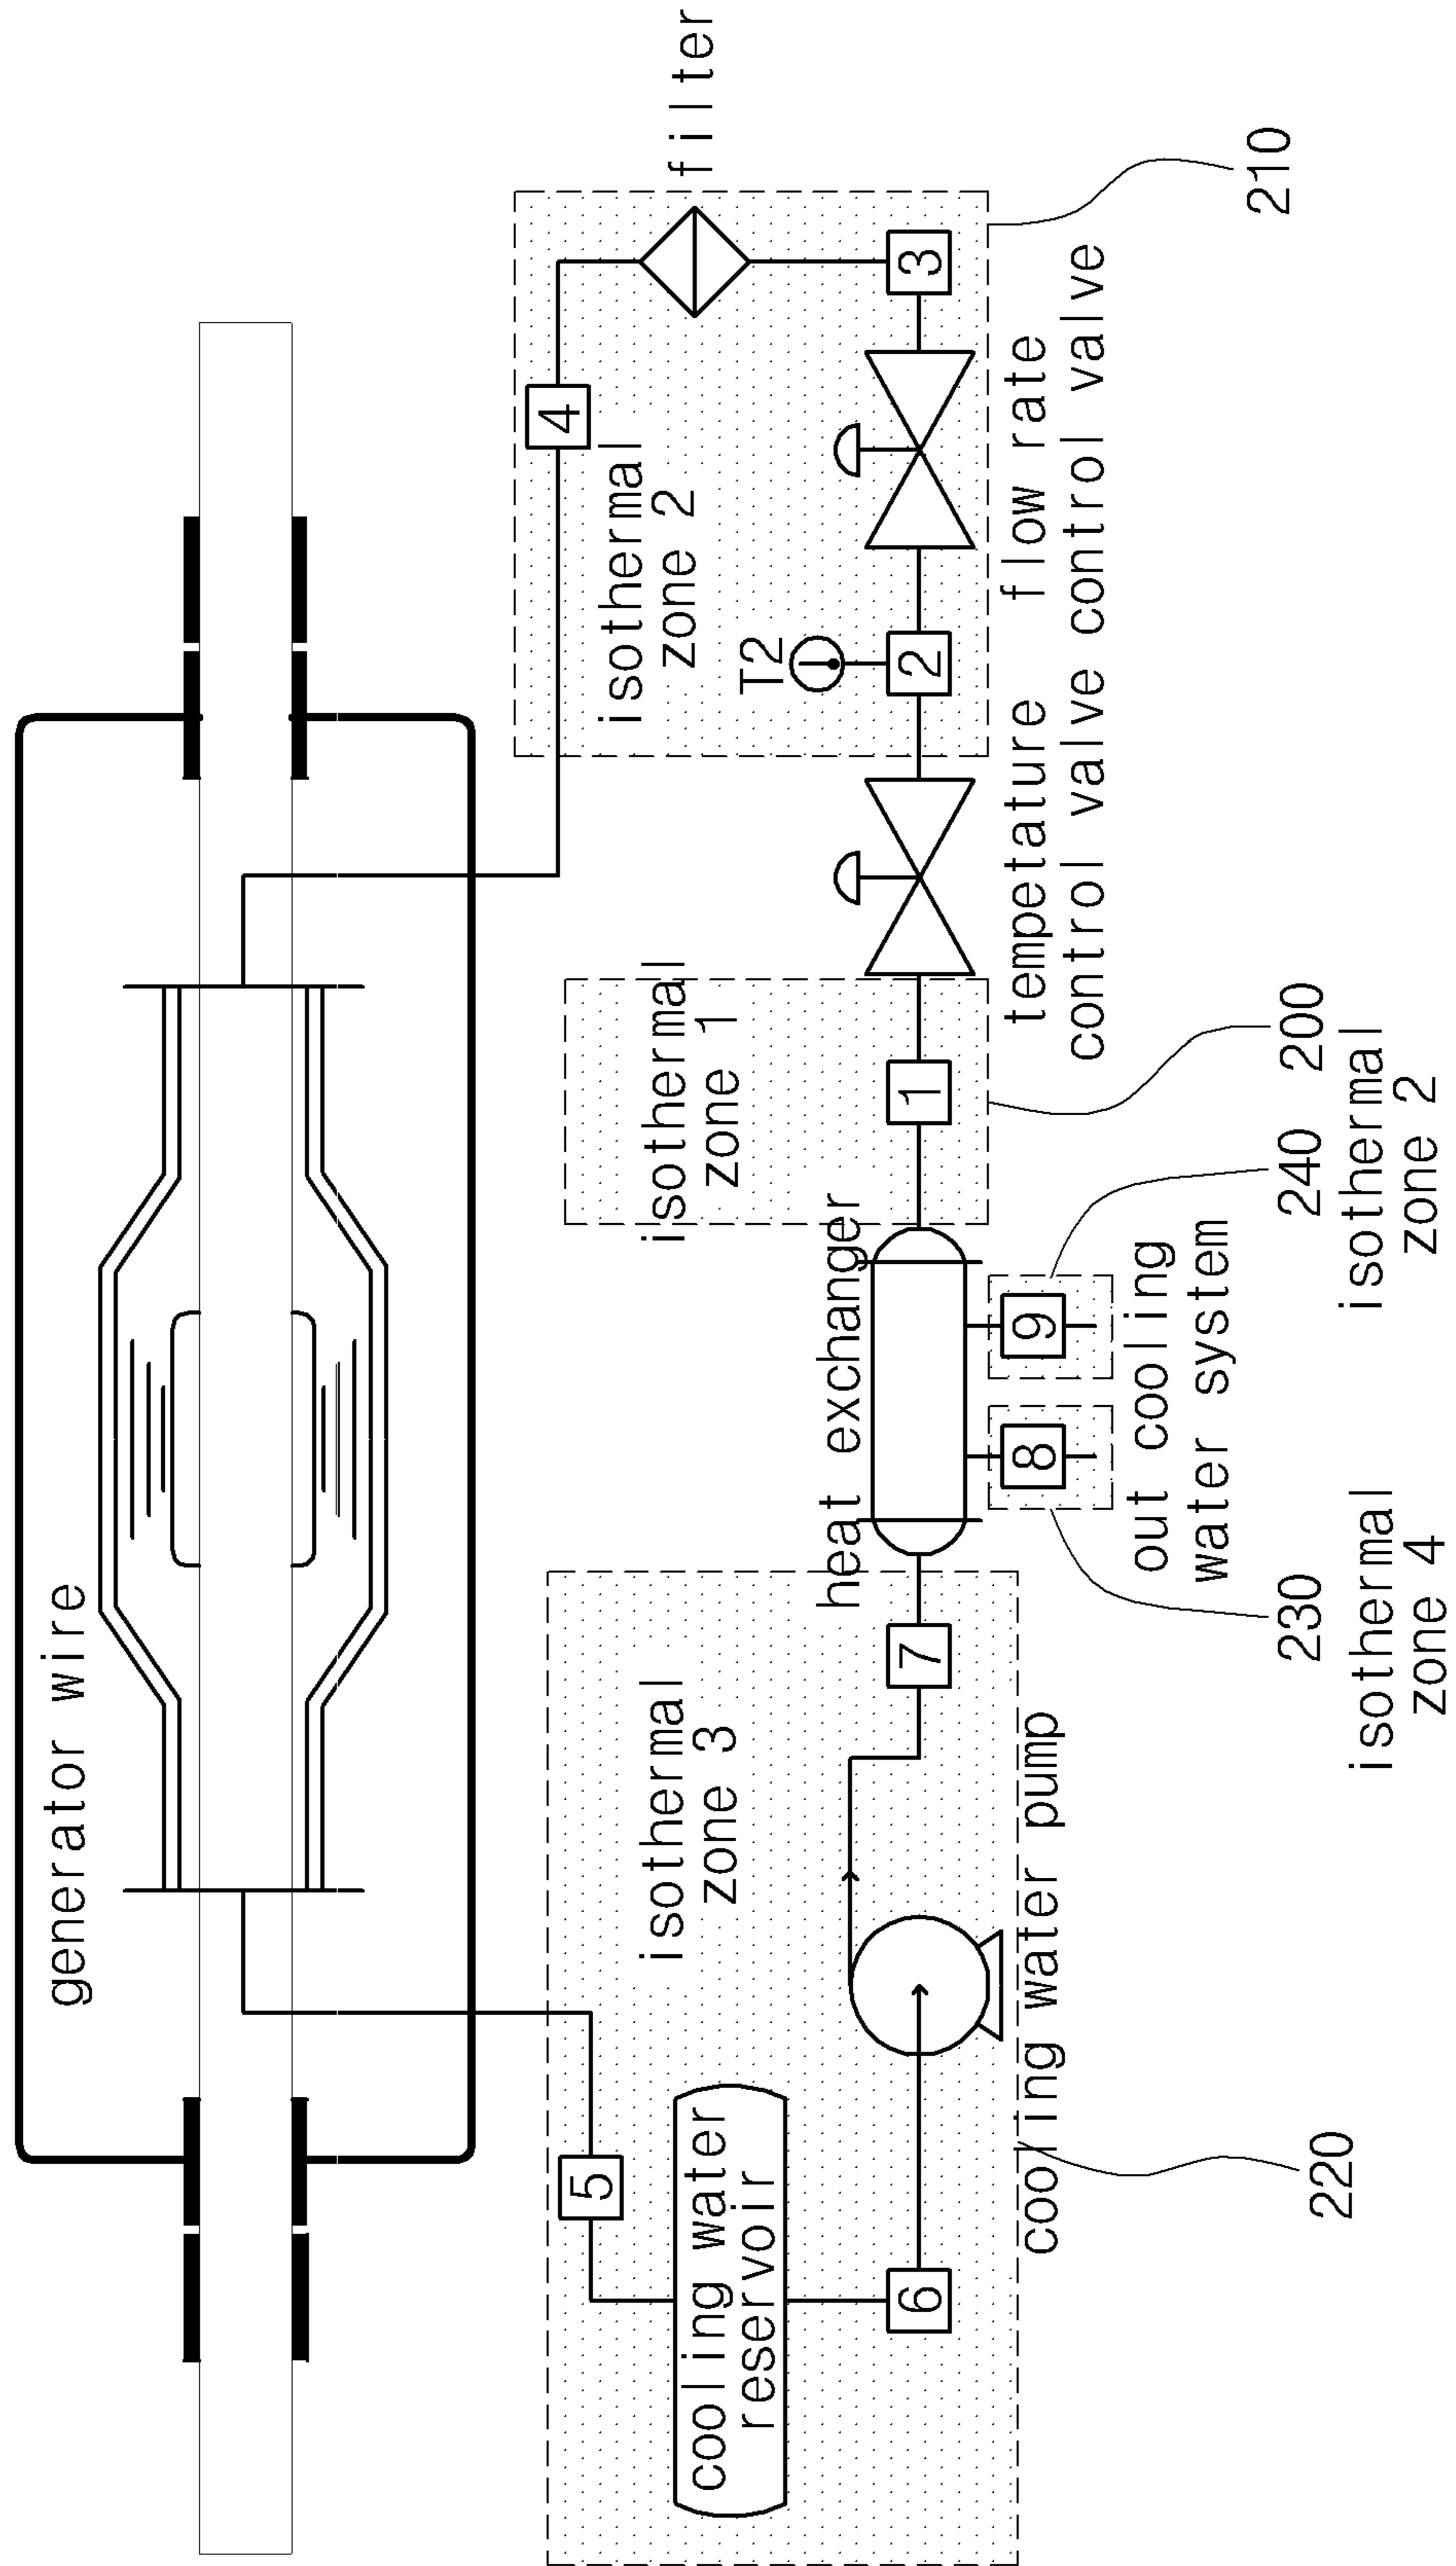 generator wire
5
4
isothermal
zone 3
isothermal
zone 1
isothermal
zone 2
filter
cooling water
reservoir
T2
heat exchanger
6
7
1
2
3
8
9
cooling water pump
tempetature
control valve
flow rate
control valve
out cooling
water system
220
230
240
200
210
isothermal
zone 4
isothermal
zone 2